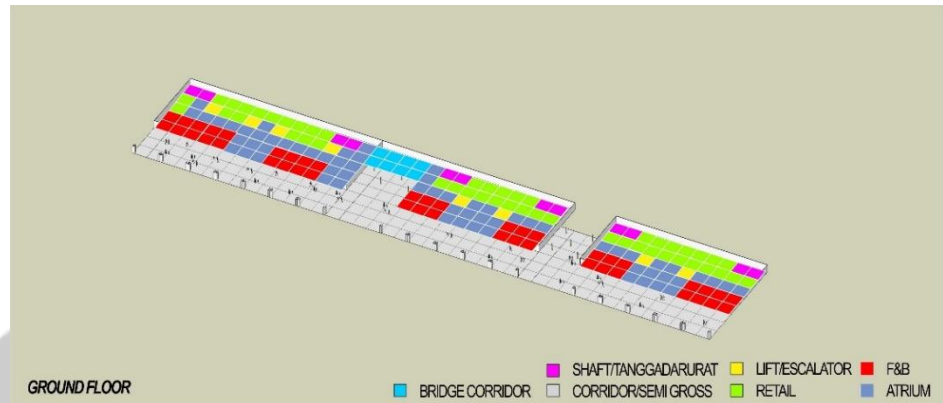 SHAFT/TANGGADARURAT LIFT/ESCALATOR F&B
GROUND FLOOR BRIDGE CORRIDOR CORRIDOR/SEMI GROSS RETAIL ATRIUM